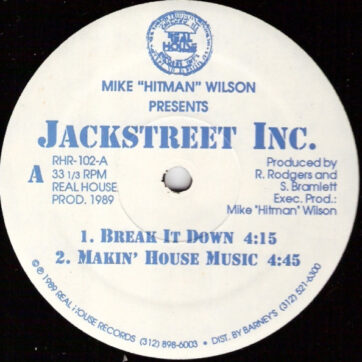 REAL HOUSE
MIKE "HITMAN" WILSON
PRESENTS
JACKSTREET INC.
A
RHR-102-A
33 1/3 RPM
REAL HOUSE
PROD. 1989
Produced by
R. Rodgers and
S. Bramlett
Exec. Prod.:
Mike "Hitman" Wilson
1. BREAK IT DOWN 4:15
2. MAKIN' HOUSE MUSIC 4:45
©℗ 1989 REAL HOUSE RECORDS (312) 898-6003 • DIST. BY BARNEY'S (312) 521-6300